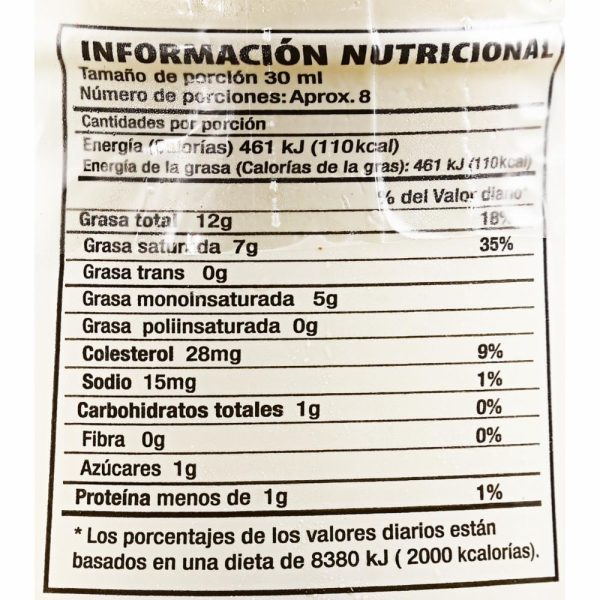 INFORMACIÓN NUTRICIONAL
Tamaño de porción 30 ml
Número de porciones: Aprox. 8
Cantidades por porción
Energía (Calorías) 461 kJ (110kcal)
Energía de la grasa (Calorías de la gras): 461 kJ (110kcal)
% del Valor diario*
Grasa total 12g 18%
Grasa saturada 7g 35%
Grasa trans 0g
Grasa monoinsaturada 5g
Grasa poliinsaturada 0g
Colesterol 28mg 9%
Sodio 15mg 1%
Carbohidratos totales 1g 0%
Fibra 0g 0%
Azúcares 1g
Proteína menos de 1g 1%
* Los porcentajes de los valores diarios están
basados en una dieta de 8380 kJ ( 2000 kcalorías).